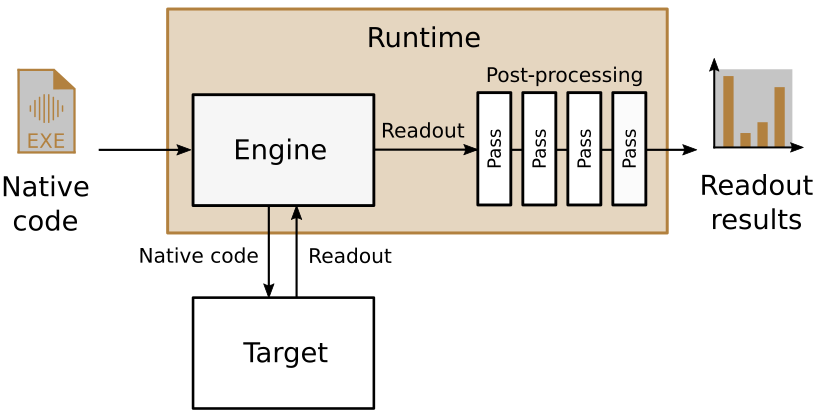 Runtime
Post-processing
EXE
Native
code
Engine
Readout
Pass
Pass
Pass
Pass
Readout
results
Native code
Readout
Target